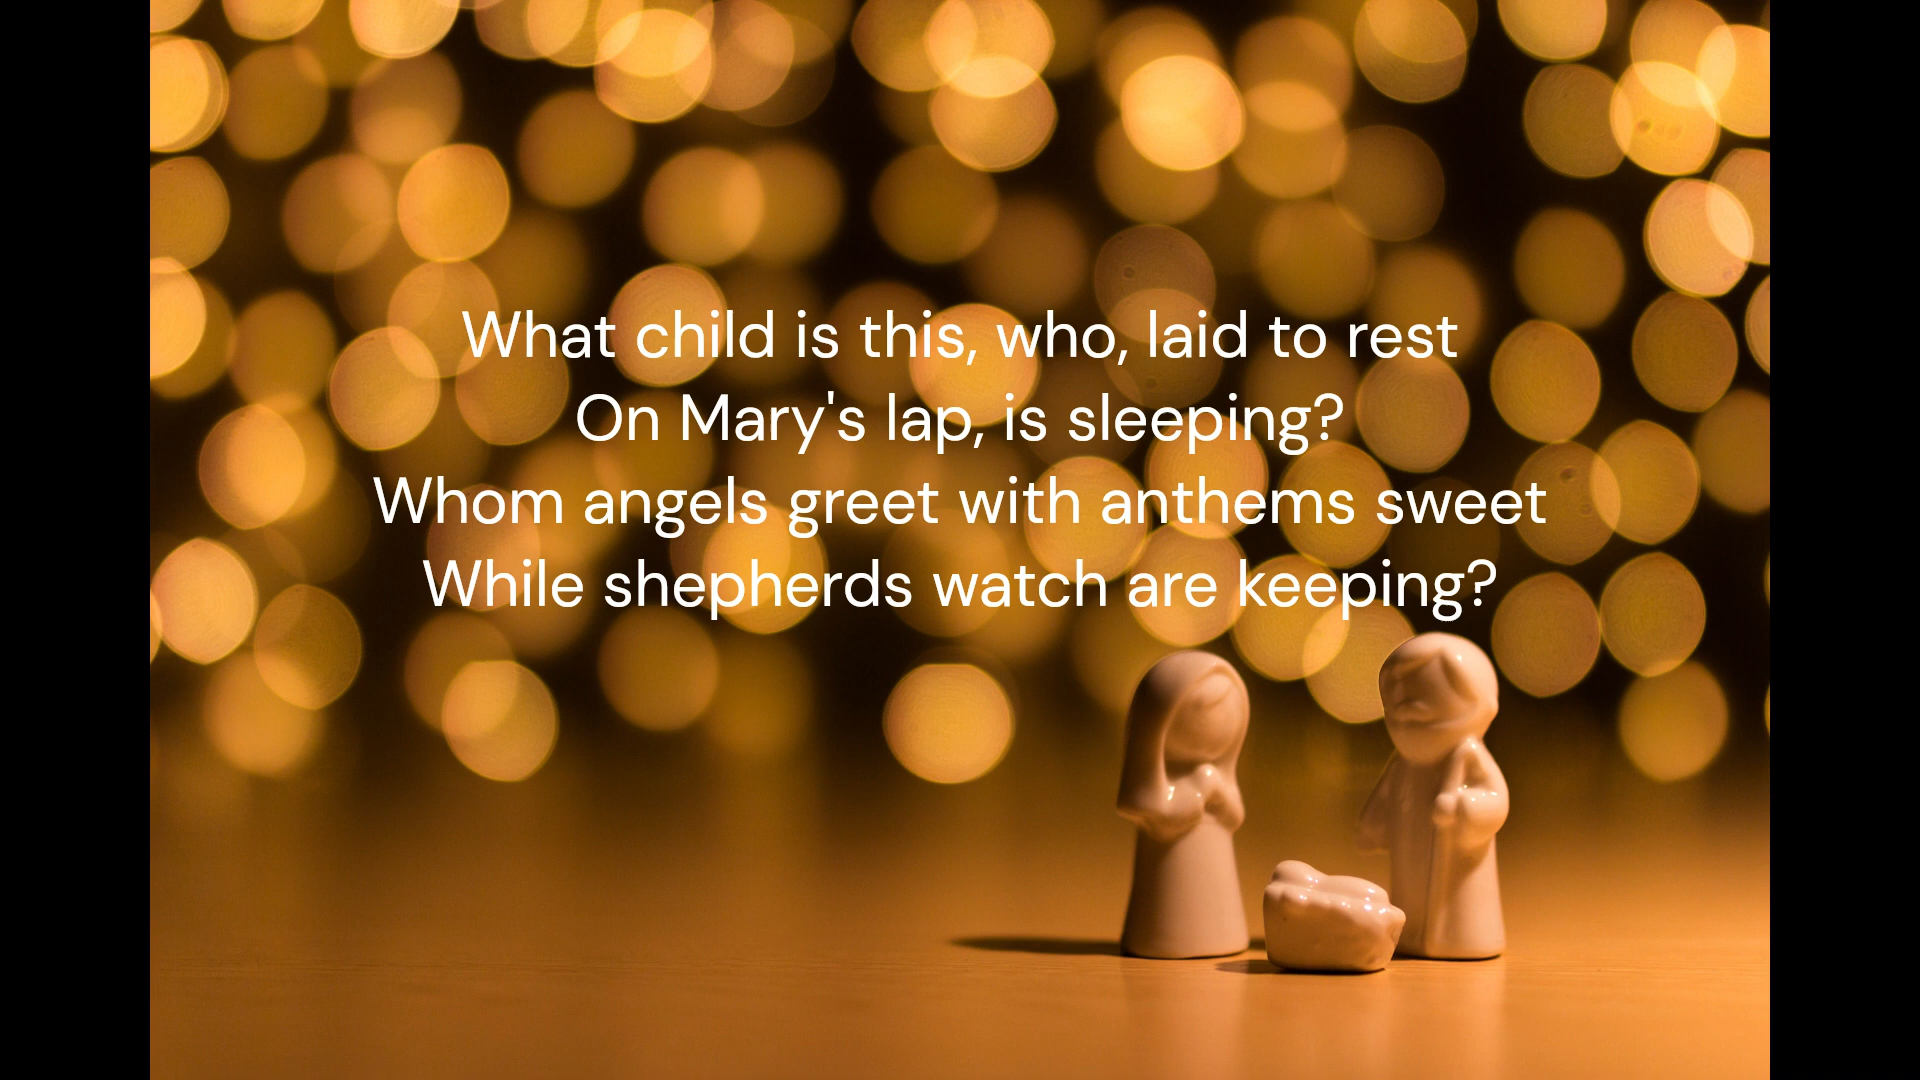 What child is this, who, laid to rest
On Mary's lap, is sleeping?
Whom angels greet with anthems sweet
While shepherds watch are keeping?